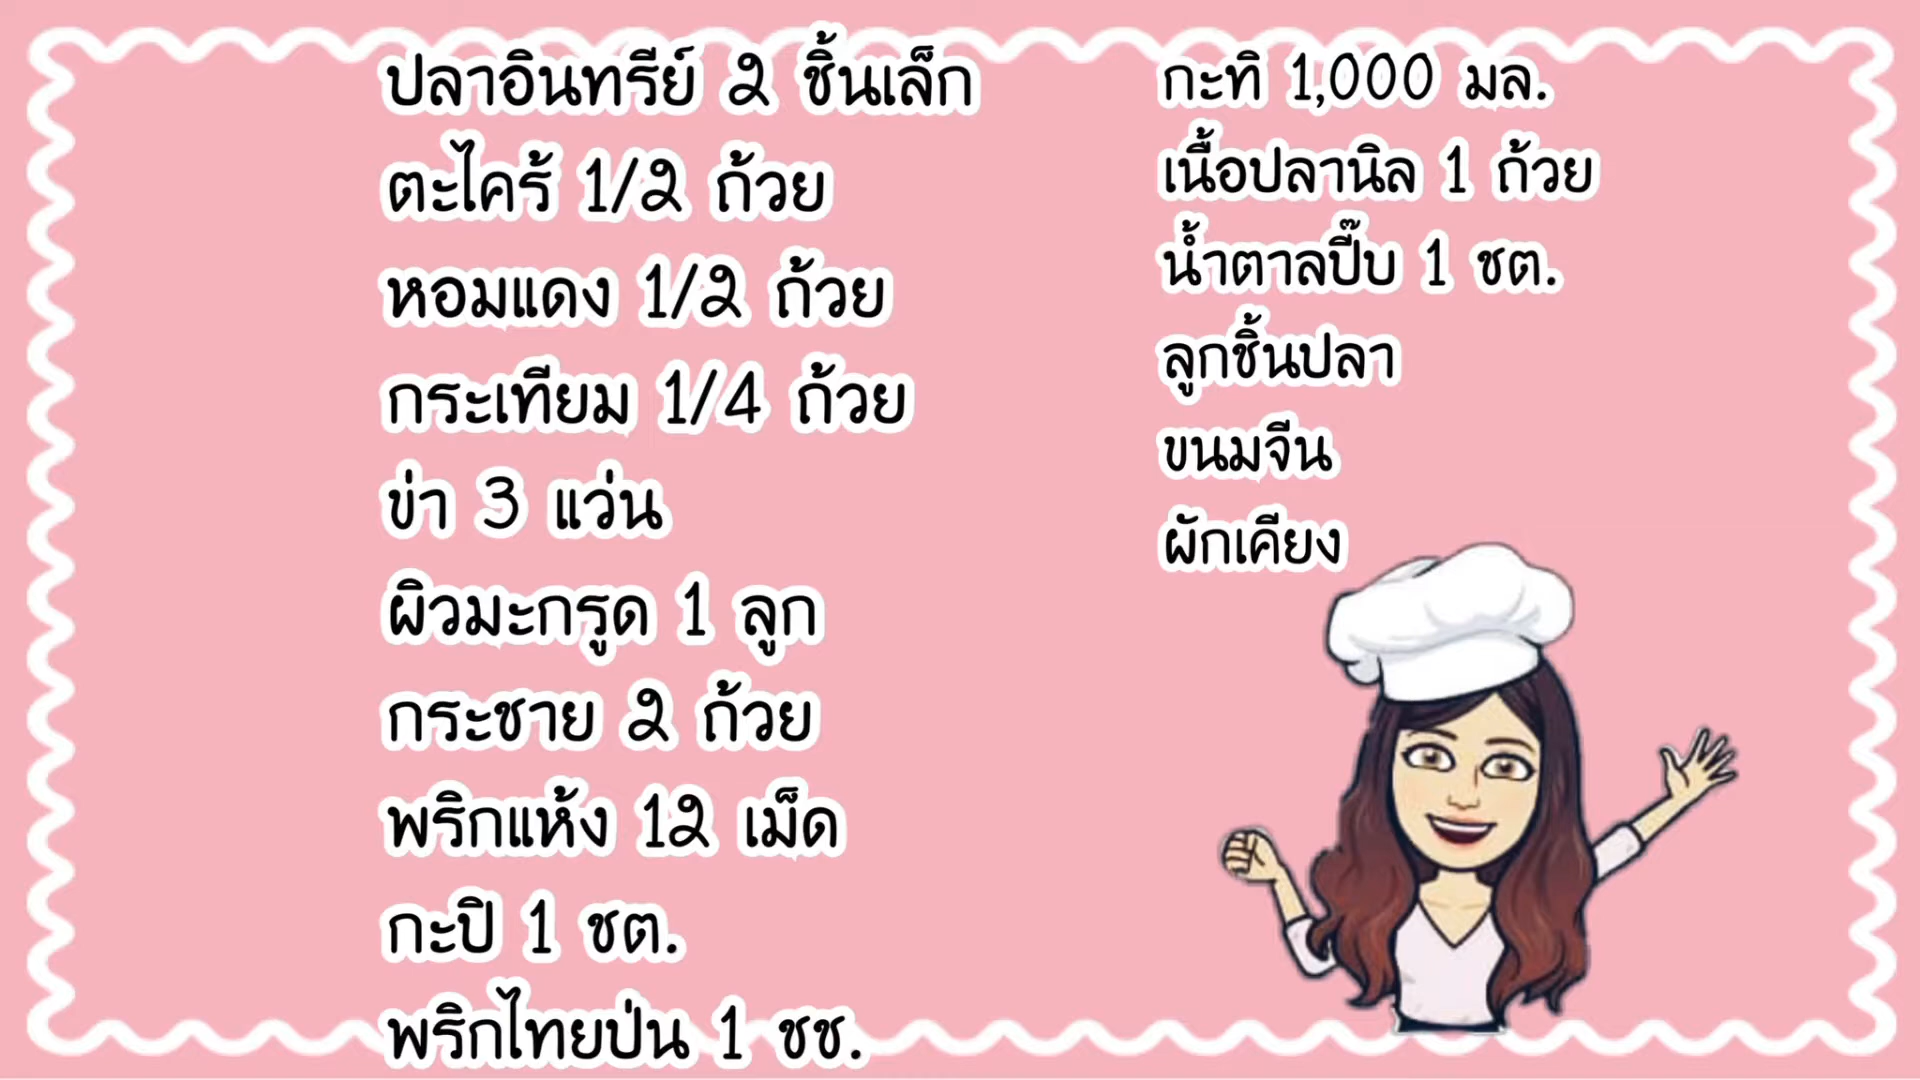 ปลาอินทรีย์ 2 ชิ้นเล็ก
ตะไคร้ 1/2 ถ้วย
หอมแดง 1/2 ถ้วย
กระเทียม 1/4 ถ้วย
ข่า 3 แว่น
ผิวมะกรูด 1 ลูก
กระชาย 2 ถ้วย
พริกแห้ง 12 เม็ด
กะปิ 1 ชต.
พริกไทยป่น 1 ชช.
กะทิ 1,000 มล.
เนื้อปลานิล 1 ถ้วย
น้ำตาลปี๊บ 1 ชต.
ลูกชิ้นปลา
ขนมจีน
ผักเคียง